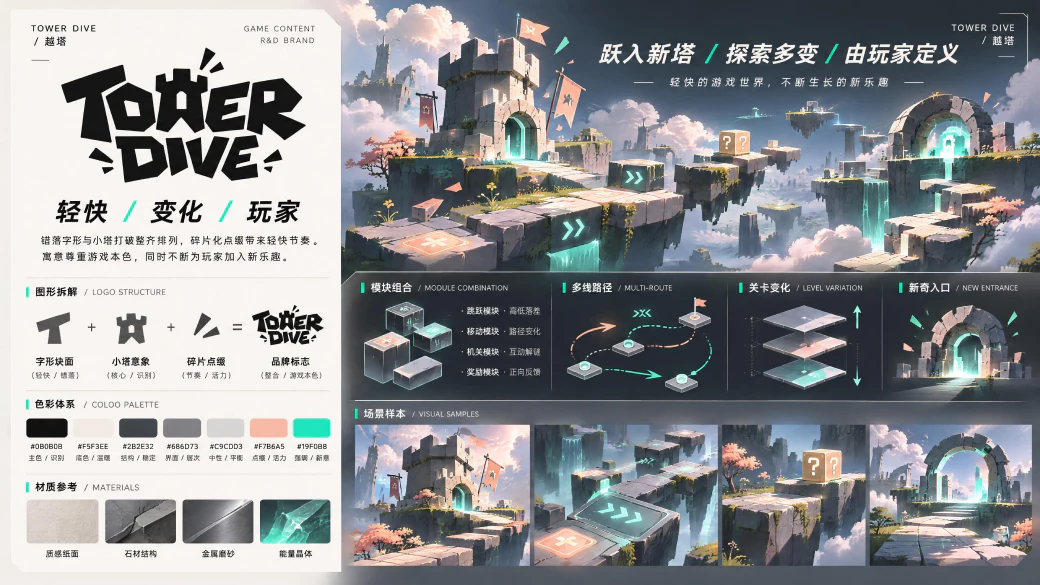 TOWER DIVE
/ 越塔
GAME CONTENT
R&D BRAND
TOWER
DIVE
轻快 / 变化 / 玩家
错落字形与小塔打破整齐排列，碎片化点缀带来轻快节奏。
寓意尊重游戏本色，同时不断为玩家加入新乐趣。
图形拆解 / LOGO STRUCTURE
T + + = TOWER
DIVE
字形块面 小塔意象 碎片点缀 品牌标志
(轻快 / 错落) (核心 / 识别) (节奏 / 活力) (整合 / 游戏本色)
色彩体系 / COLOO PALETTE
#0B0B0B #F5F3EE #2B2E32 #686D73 #C9CDD3 #F7B6A5 #19F0B8
主色 / 识别 底色 / 温暖 结构 / 稳定 界面 / 层次 中性 / 平衡 点缀 / 活力 强调 / 新意
材质参考 / MATERIALS
质感纸面 石材结构 金属磨砂 能量晶体
TOWER DIVE
/ 越塔
跃入新塔 / 探索多变 / 由玩家定义
轻快的游戏世界，不断生长的新乐趣
? ?
模块组合 / MODULE COMBINATION
· 跳跃模块 · 高低落差
· 移动模块 · 路径变化
· 机关模块 · 互动解谜
· 奖励模块 · 正向反馈
多线路径 / MULTI-ROUTE
关卡变化 / LEVEL VARIATION
新奇入口 / NEW ENTRANCE
场景样本 / VISUAL SAMPLES
? ?